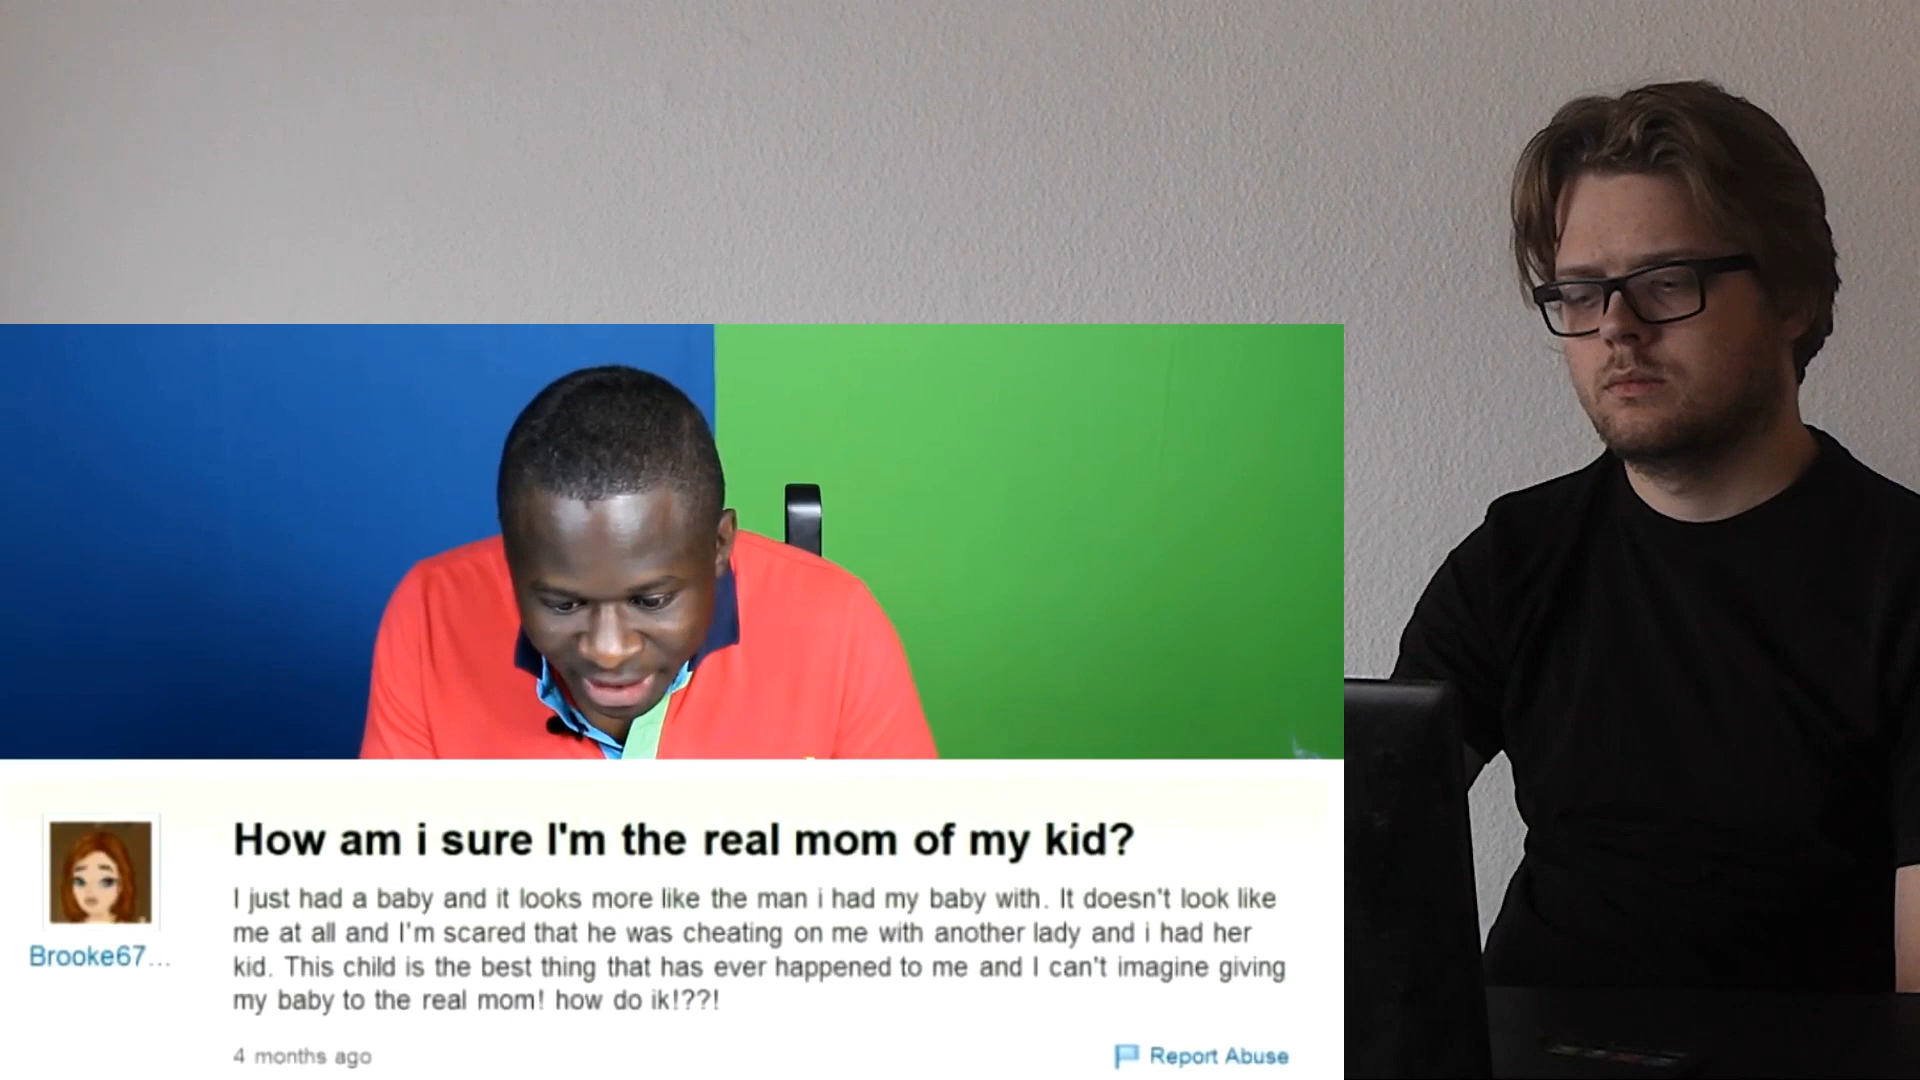 How am i sure I'm the real mom of my kid?
I just had a baby and it looks more like the man i had my baby with. It doesn't look like
me at all and I'm scared that he was cheating on me with another lady and i had her
kid. This child is the best thing that has ever happened to me and I can't imagine giving
my baby to the real mom! how do ik!??!
Brooke67...
4 months ago
Report Abuse